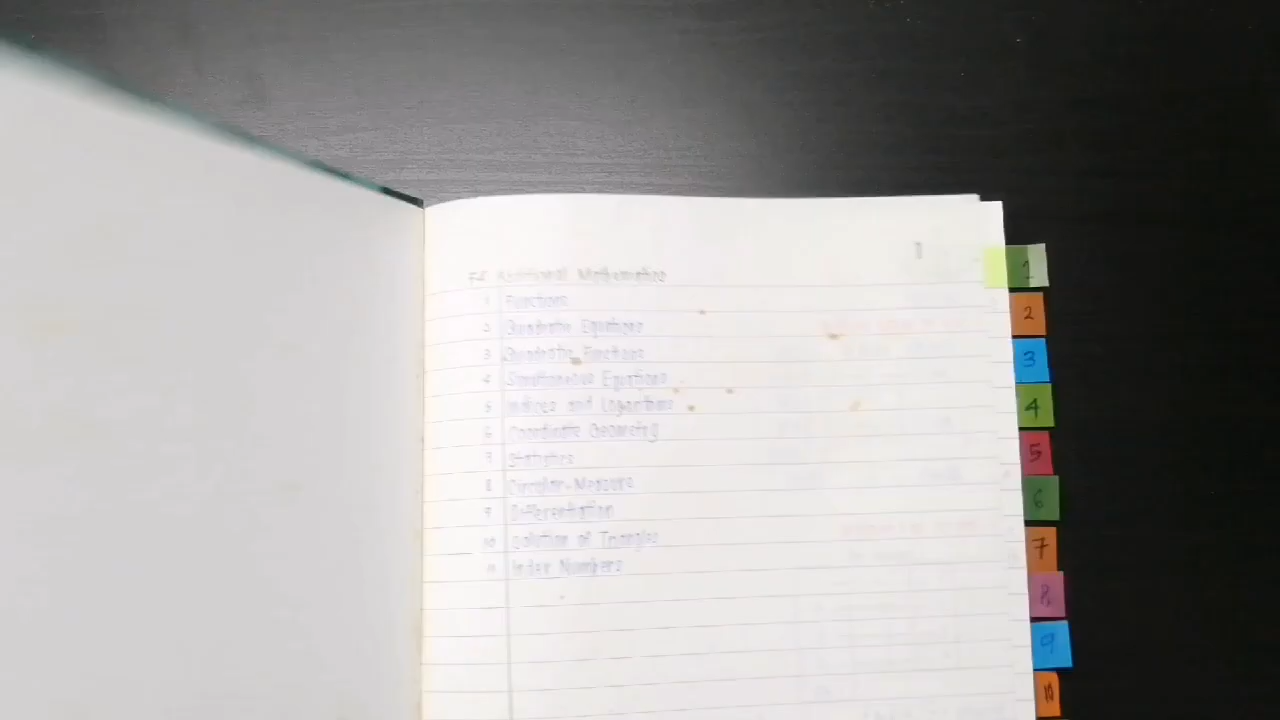 F4 Additional Mathematics
1 Functions
2 Quadratic Equations
3 Quadratic Functions
4 Simultaneous Equations
5 Indices and Logarithms
6 Coordinate Geometry
7 Statistics
8 Circular Measure
9 Differentiation
10 Solution of Triangles
11 Index Numbers
1
2
3
4
5
6
7
8
9
10